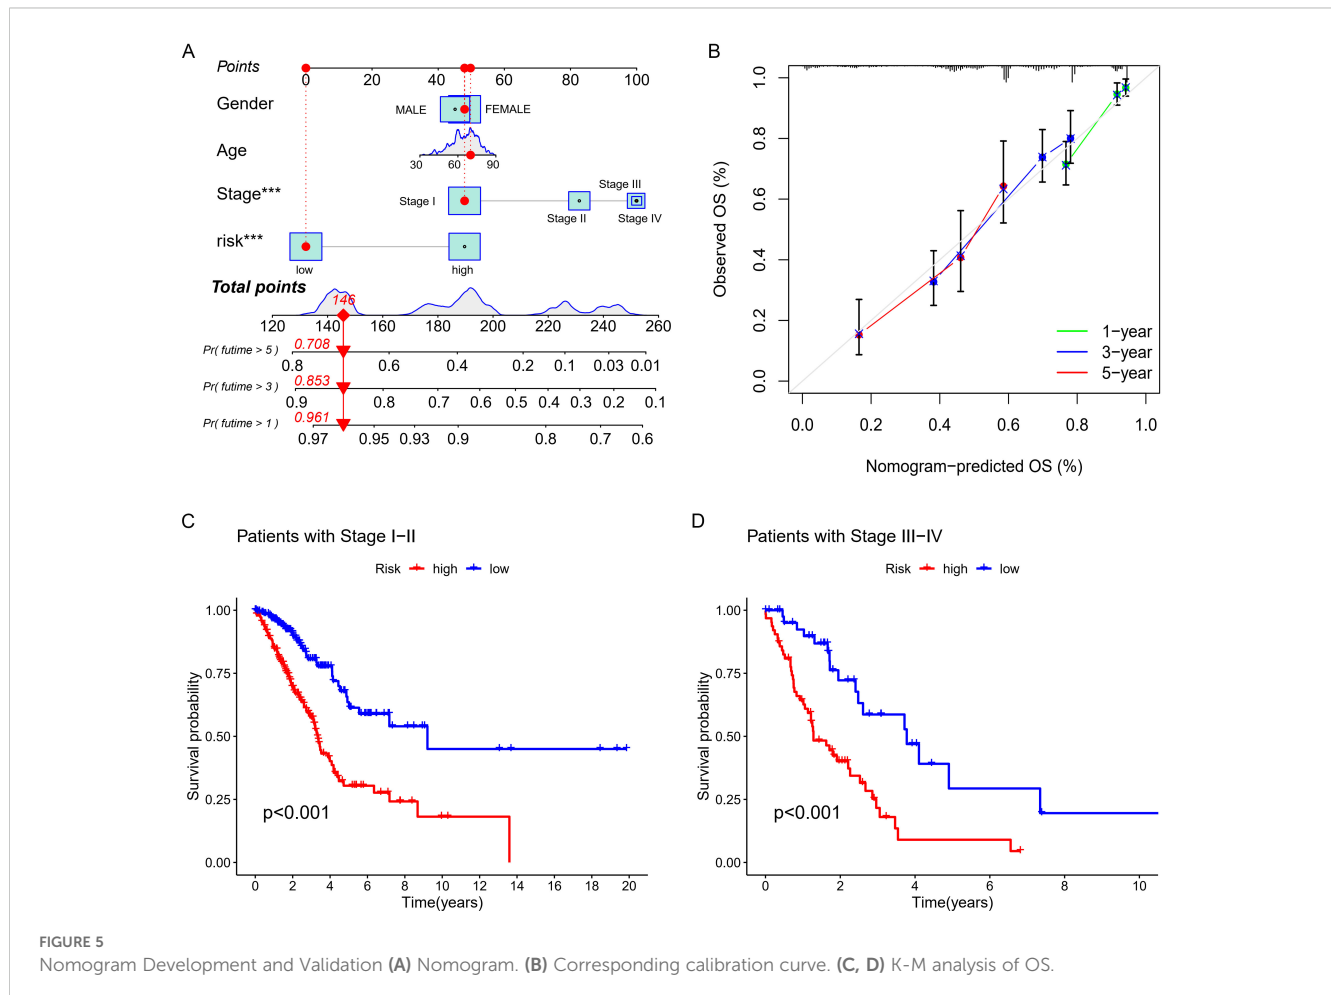 A
Points
0 20 40 60 80 100
Gender
MALE FEMALE
Age
30 60 90
Stage***
Stage I Stage II Stage III Stage IV
risk***
low high
Total points
146
120 140 160 180 200 220 240 260
Pr( futime > 5 ) 0.708
0.8 0.6 0.4 0.2 0.1 0.03 0.01
Pr( futime > 3 ) 0.853
0.9 0.8 0.7 0.6 0.5 0.4 0.3 0.2 0.1
Pr( futime > 1 ) 0.961
0.97 0.95 0.93 0.9 0.8 0.7 0.6
B
Observed OS (%)
1.0
0.8
0.6
0.4
0.2
0.0
1−year
3−year
5−year
0.0 0.2 0.4 0.6 0.8 1.0
Nomogram−predicted OS (%)
C
Patients with Stage I−II
Risk high low
Survival probability
1.00
0.75
0.50
0.25
0.00
p<0.001
0 2 4 6 8 10 12 14 16 18 20
Time(years)
D
Patients with Stage III−IV
Risk high low
Survival probability
1.00
0.75
0.50
0.25
0.00
p<0.001
0 2 4 6 8 10
Time(years)
FIGURE 5
Nomogram Development and Validation (A) Nomogram. (B) Corresponding calibration curve. (C, D) K-M analysis of OS.